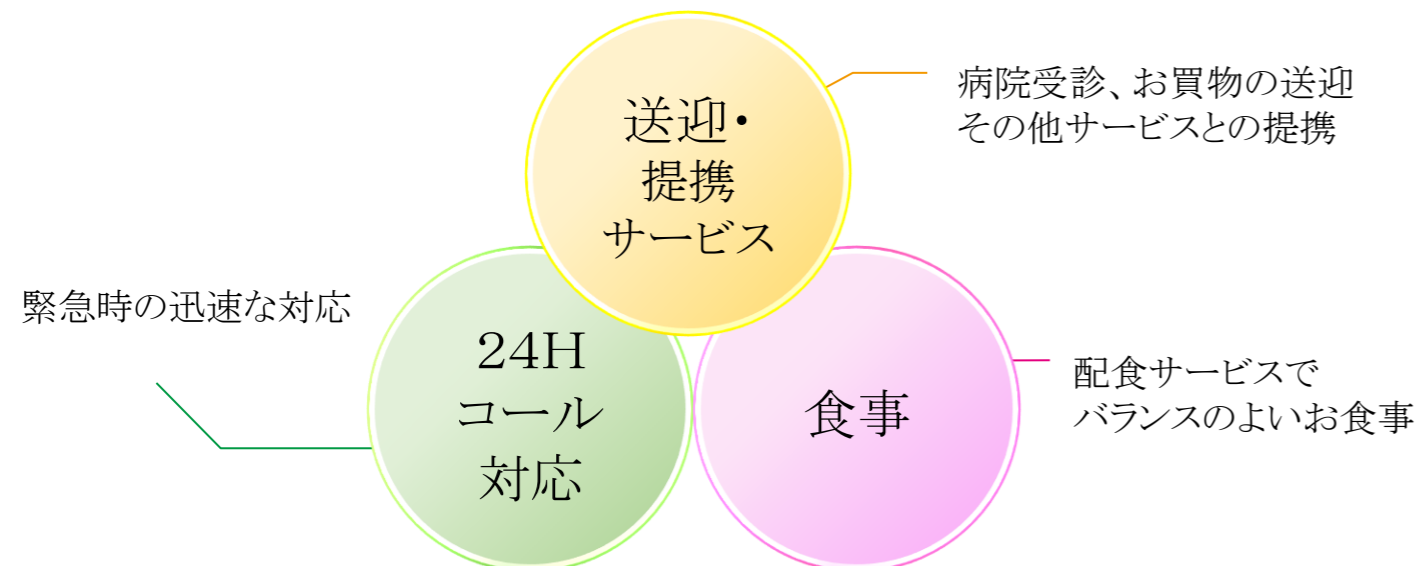 送迎・
提携
サービス
病院受診、お買物の送迎
その他サービスとの提携
緊急時の迅速な対応
24H
コール
対応
食事
配食サービスで
バランスのよいお食事